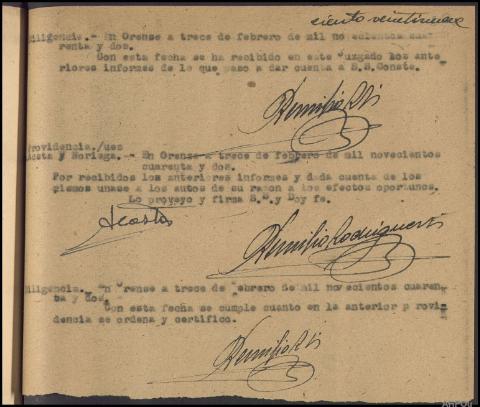 ciento veintinueve
Diligencia.- En Orense a trece de febrero de mil novecientos cuar
renta y dos.
Con esta fecha se ha recibido en este Juzgado los ante
riores informes de lo que paso a dar cuenta a S.S. Conste.
Providencia./uez
Acosta y Noriega.- En Orense a trece de febrero de mil novecientos
cuarenta y dos.
Por recibidos los anteriores informes y dada cuenta de los
mismos unase a los autos de su razon a los efectos oportunos.
Lo proveyo y firma S.S. y Doy fe.
Acosta
Remilio Rodriguez
Diligencia. En Orense a trece de febrero de mil novecientos cuaren
ta y dos.
Con esta fecha se cumple cuanto en la anterior provi
dencia se ordena y certifico.